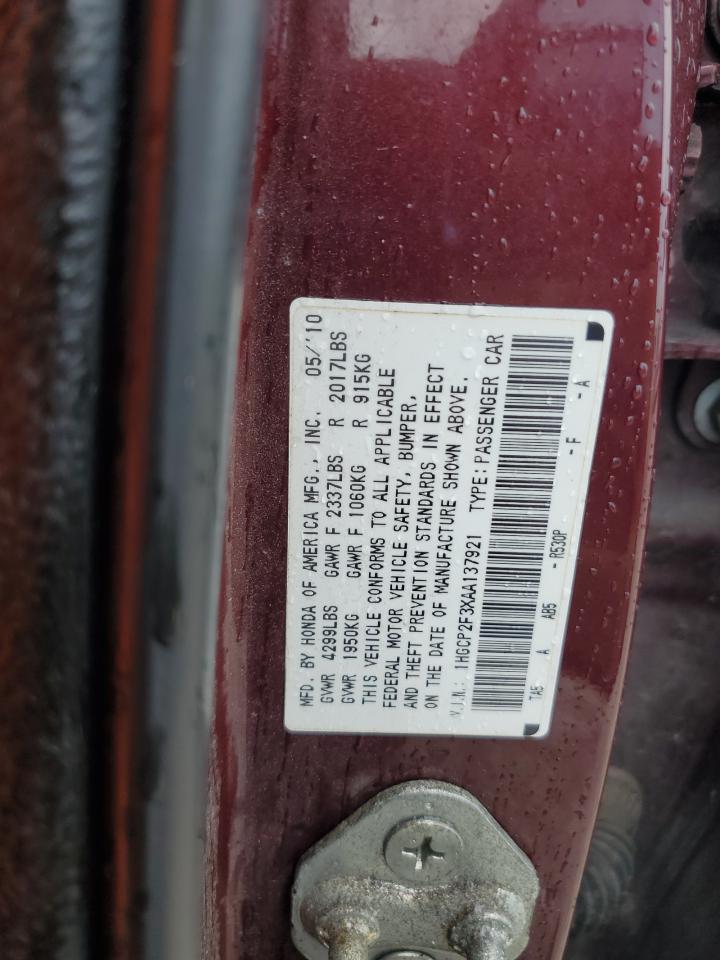 MFD. BY HONDA OF AMERICA MFG., INC. 05/'10
GVWR 4299LBS GAWR F 2337LBS R 2017LBS
GVWR 1950KG GAWR F 1060KG R 915KG
THIS VEHICLE CONFORMS TO ALL APPLICABLE
FEDERAL MOTOR VEHICLE SAFETY, BUMPER,
AND THEFT PREVENTION STANDARDS IN EFFECT
ON THE DATE OF MANUFACTURE SHOWN ABOVE.
V.I.N.: 1HGCP2F3XAA137921 TYPE: PASSENGER CAR
TA5 A AB5 - R530P - F - A